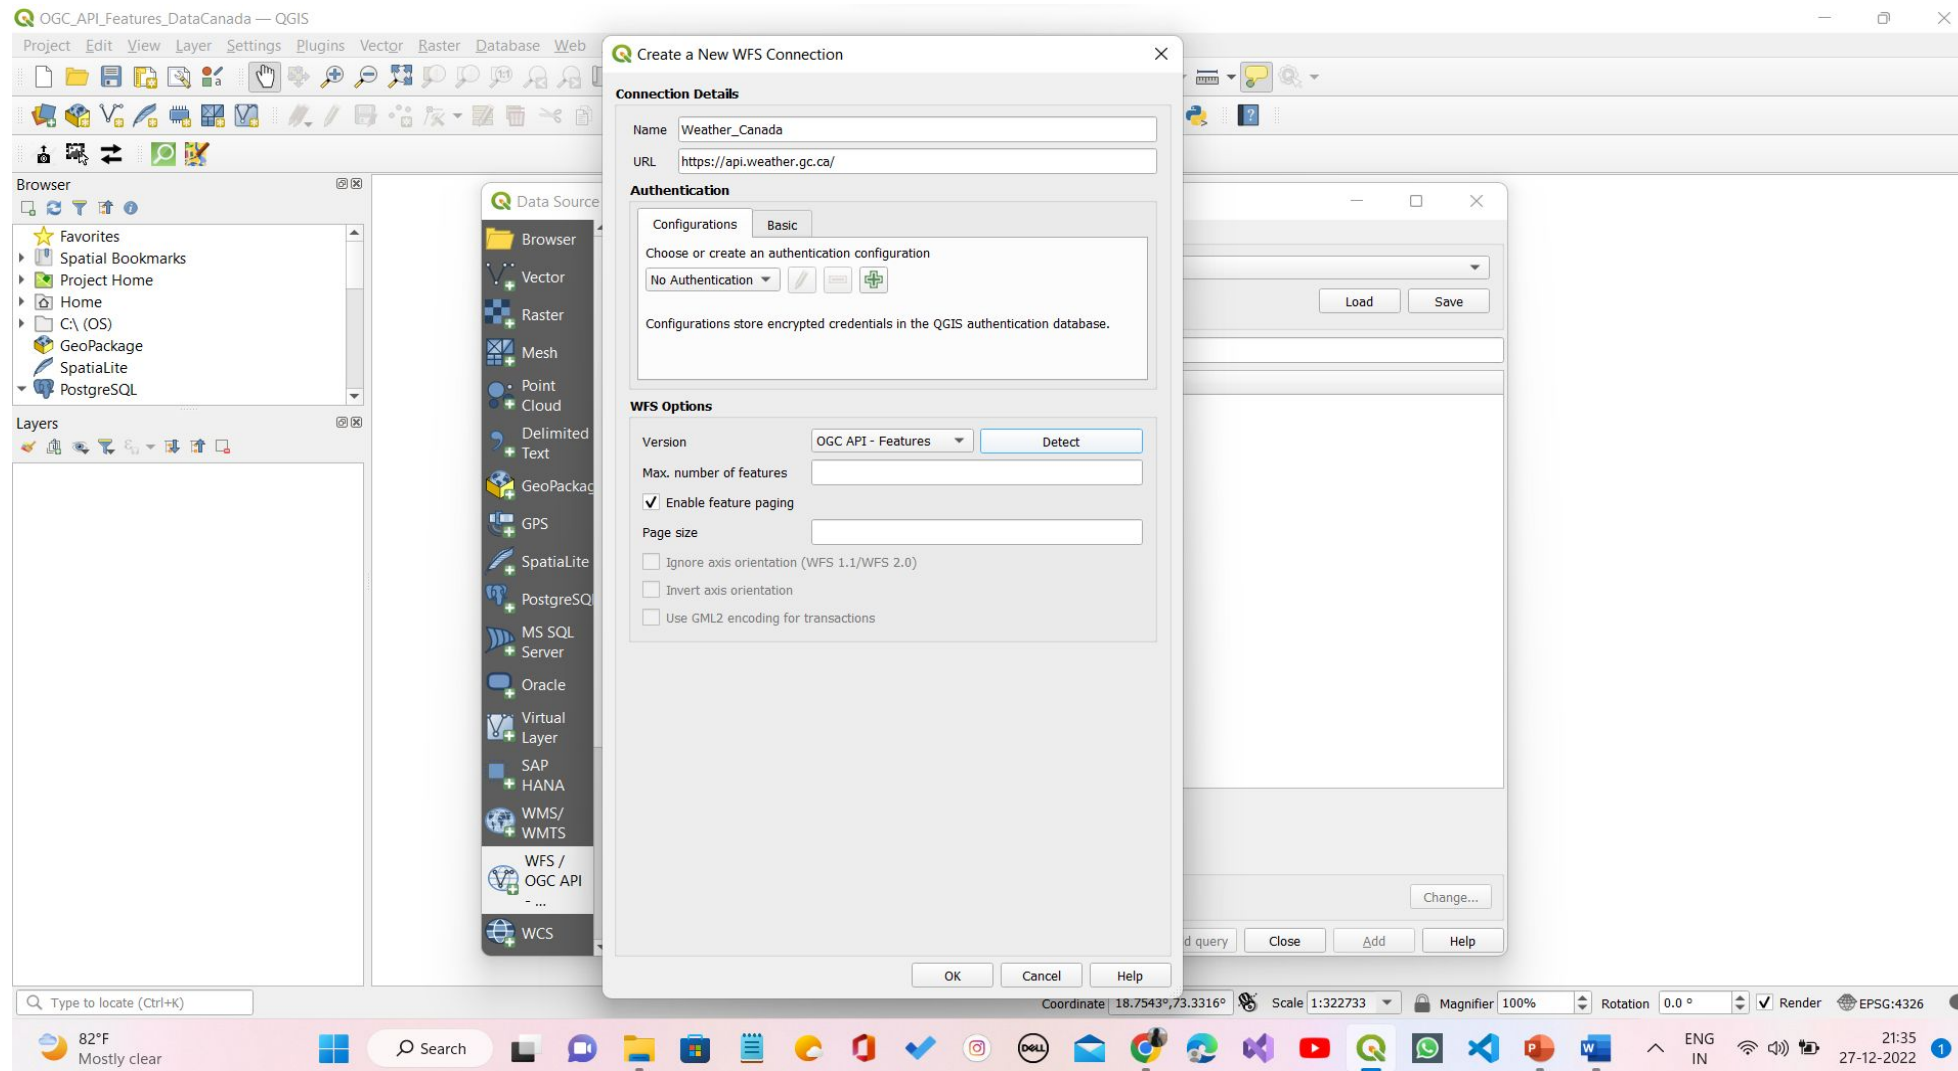 OGC_API_Features_DataCanada — QGIS
Project Edit View Layer Settings Plugins Vector Raster Database Web
Create a New WFS Connection
Connection Details
Name Weather_Canada
URL https://api.weather.gc.ca/
Authentication
Configurations Basic
Choose or create an authentication configuration
No Authentication
Configurations store encrypted credentials in the QGIS authentication database.
WFS Options
Version OGC API - Features Detect
Max. number of features
Enable feature paging
Page size
Ignore axis orientation (WFS 1.1/WFS 2.0)
Invert axis orientation
Use GML2 encoding for transactions
OK Cancel Help
Browser
Favorites
Spatial Bookmarks
Project Home
Home
C:\ (OS)
GeoPackage
SpatiaLite
PostgreSQL
Layers
Data Source
Browser
Vector
Raster
Mesh
Point
Cloud
Delimited
Text
GeoPackag
GPS
SpatiaLite
PostgreSQ
MS SQL
Server
Oracle
Virtual
Layer
SAP
HANA
WMS/
WMTS
WFS /
OGC API
- ...
WCS
Load Save
Change...
d query Close Add Help
Type to locate (Ctrl+K)
Coordinate 18.7543°,73.3316° Scale 1:322733 Magnifier 100% Rotation 0.0 ° Render EPSG:4326
82°F
Mostly clear
Search
DELL
ENG
IN
21:35
27-12-2022
1